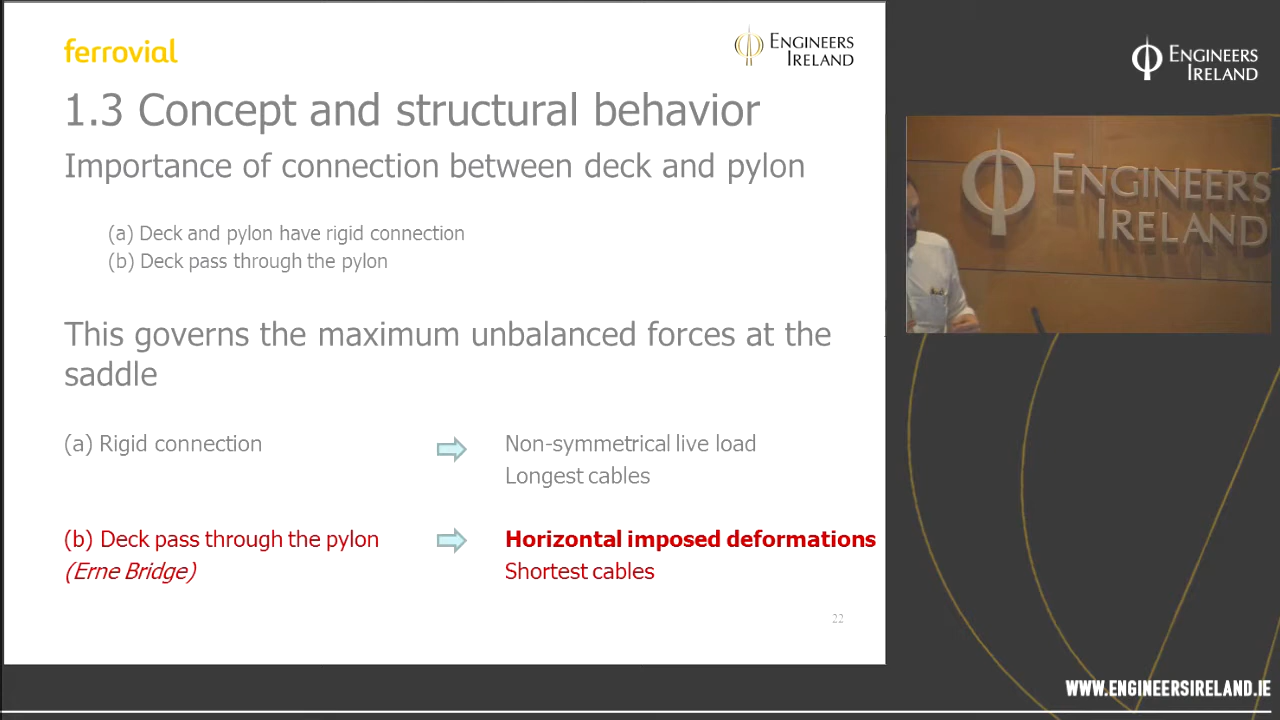 ferrovial
ENGINEERS
IRELAND
1.3 Concept and structural behavior
Importance of connection between deck and pylon
(a) Deck and pylon have rigid connection
(b) Deck pass through the pylon
This governs the maximum unbalanced forces at the
saddle
(a) Rigid connection
Non-symmetrical live load
Longest cables
(b) Deck pass through the pylon
(Erne Bridge)
Horizontal imposed deformations
Shortest cables
22
ENGINEERS
IRELAND
ENGINEERS
IRELAND
WWW.ENGINEERSIRELAND.IE